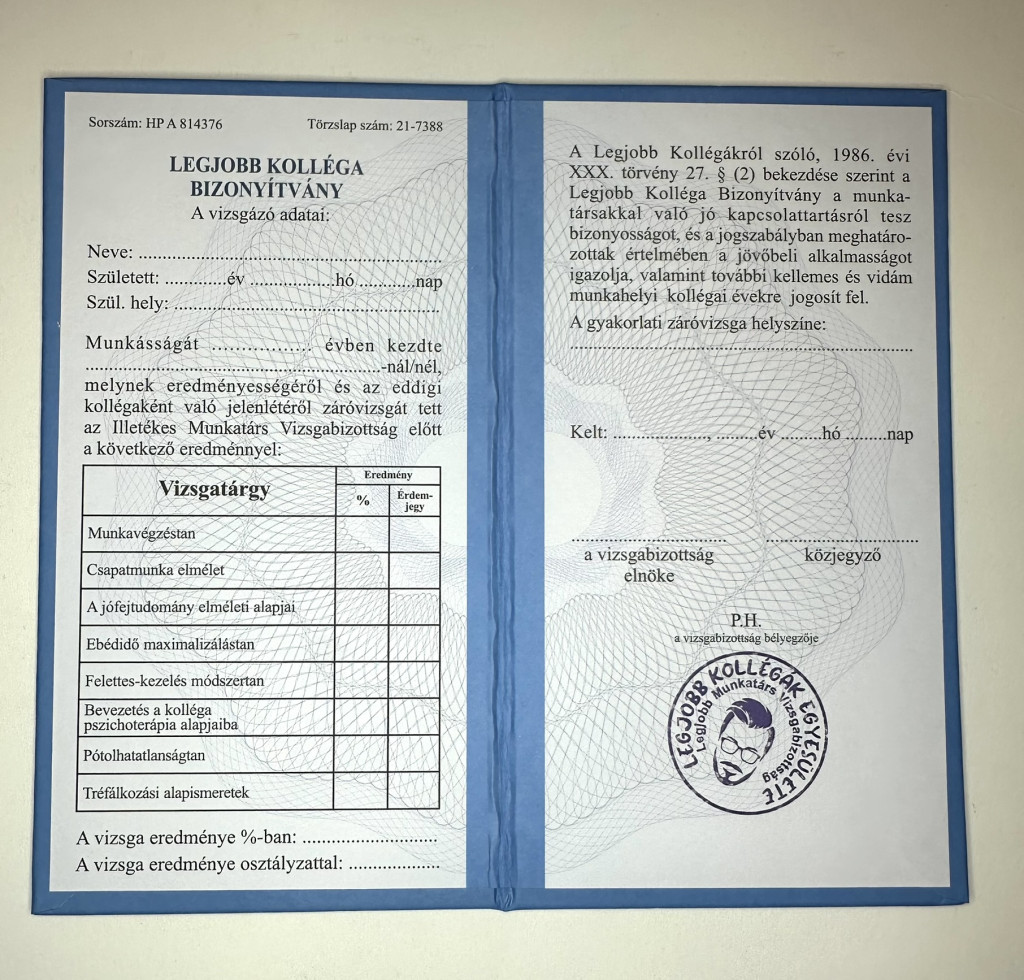 Sorszám: HP A 814376
Törzslap szám: 21-7388
LEGJOBB KOLLÉGA
BIZONYÍTVÁNY
A vizsgázó adatai:
Neve: ..........................................................
Született: .............év ..................hó ............nap
Szül. hely: .........................................................
Munkásságát ................. évben kezdte
...............................................................-nál/nél,
melynek eredményességéről és az eddigi
kollégaként való jelenlétéről záróvizsgát tett
az Illetékes Munkatárs Vizsgabizottság előtt
a következő eredménnyel:
Vizsgatárgy
Eredmény
%
Érdem-
jegy
Munkavégzéstan
Csapatmunka elmélet
A jófejtudomány elméleti alapjai
Ebédidő maximalizálástan
Felettes-kezelés módszertan
Bevezetés a kolléga
pszichoterápia alapjaiba
Pótolhatatlanságtan
Tréfálkozási alapismeretek
A vizsga eredménye %-ban: .............................
A vizsga eredménye osztályzattal: ...................
A Legjobb Kollégákról szóló, 1986. évi
XXX. törvény 27. § (2) bekezdése szerint a
Legjobb Kolléga Bizonyítvány a munka-
társakkal való jó kapcsolattartásról tesz
bizonyosságot, és a jogszabályban meghatáro-
zottak értelmében a jövőbeli alkalmasságot
igazolja, valamint további kellemes és vidám
munkahelyi kollégai évekre jogosít fel.
A gyakorlati záróvizsga helyszíne:
.........................................................................
Kelt: ...................., .........év .........hó .........nap
a vizsgabizottság
elnöke
közjegyző
P.H.
a vizsgabizottság bélyegzője
LEGJOBB KOLLÉGÁK EGYESÜLETE
Legjobb Munkatárs Vizsgabizottság